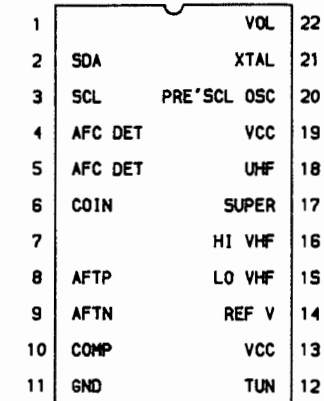 1 VOL 22
2 SDA XTAL 21
3 SCL PRE'SCL OSC 20
4 AFC DET VCC 19
5 AFC DET UHF 18
6 COIN SUPER 17
7 HI VHF 16
8 AFTP LO VHF 15
9 AFTN REF V 14
10 COMP VCC 13
11 GND TUN 12